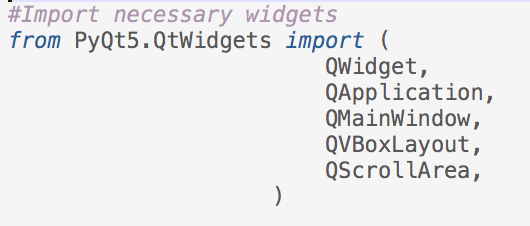 #Import necessary widgets
from PyQt5.QtWidgets import (
QWidget,
QApplication,
QMainWindow,
QVBoxLayout,
QScrollArea,
)